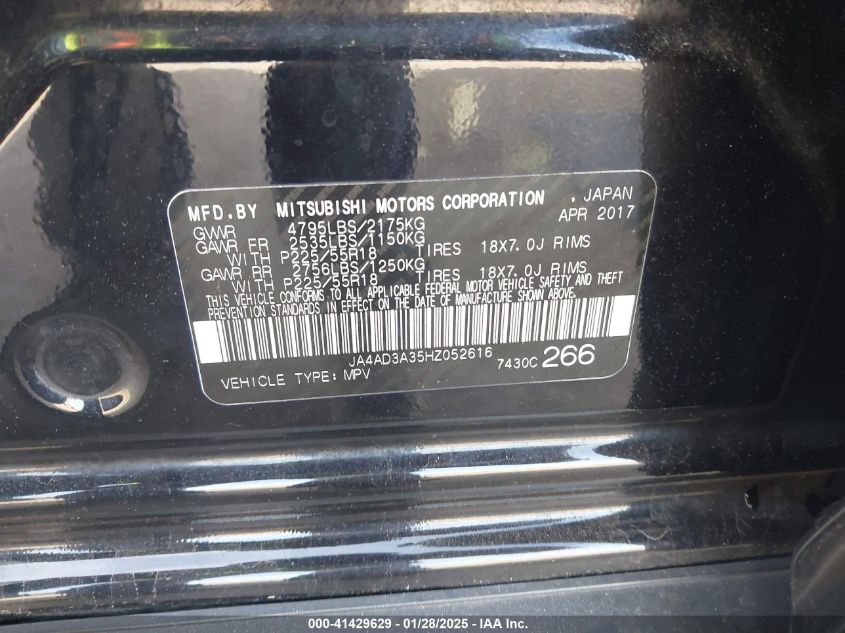 MFD.BY MITSUBISHI MOTORS CORPORATION , JAPAN
APR 2017
GVWR 4795LBS/2175KG
GAWR FR 2535LBS/1150KG
WITH P225/55R18 TIRES 18X7.0J RIMS
GAWR RR 2756LBS/1250KG
WITH P225/55R18 TIRES 18X7.0J RIMS
THIS VEHICLE CONFORMS TO ALL APPLICABLE FEDERAL MOTOR VEHICLE SAFETY AND THEFT
PREVENTION STANDARDS IN EFFECT ON THE DATE OF MANUFACTURE SHOWN ABOVE.
JA4AD3A35HZ052616
7430C 266
VEHICLE TYPE: MPV
000-41429629 / 01/28/2025 - © IAA Inc.